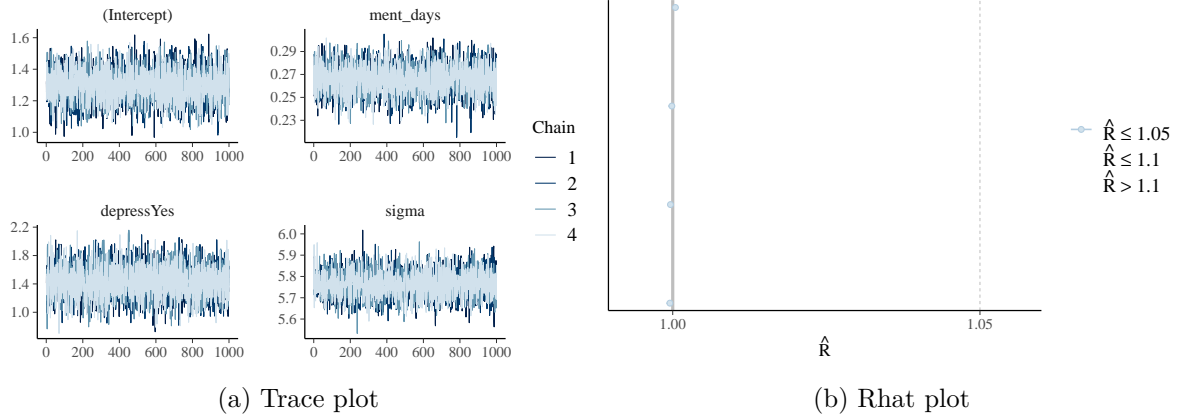 (Intercept)
1.6
1.4
1.2
1.0
0 200 400 600 800 1000
ment_days
0.29
0.27
0.25
0.23
0 200 400 600 800 1000
depressYes
2.2
1.8
1.4
1.0
0 200 400 600 800 1000
sigma
6.0
5.9
5.8
5.7
5.6
0 200 400 600 800 1000
Chain
1
2
3
4
(a) Trace plot
1.00 1.05
R̂
R̂ ≤ 1.05
R̂ ≤ 1.1
R̂ > 1.1
(b) Rhat plot